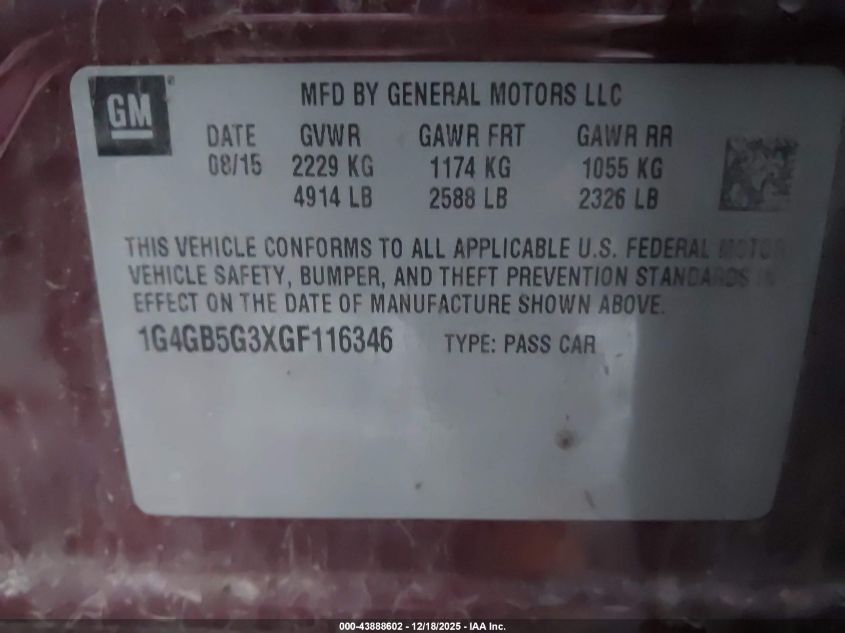 GM
MFD BY GENERAL MOTORS LLC
DATE GVWR GAWR FRT GAWR RR
08/15 2229 KG 1174 KG 1055 KG
4914 LB 2588 LB 2326 LB
THIS VEHICLE CONFORMS TO ALL APPLICABLE U.S. FEDERAL MOTOR
VEHICLE SAFETY, BUMPER, AND THEFT PREVENTION STANDARDS IN
EFFECT ON THE DATE OF MANUFACTURE SHOWN ABOVE.
1G4GB5G3XGF116346 TYPE: PASS CAR
000-43888602 - 12/18/2025 - IAA Inc.